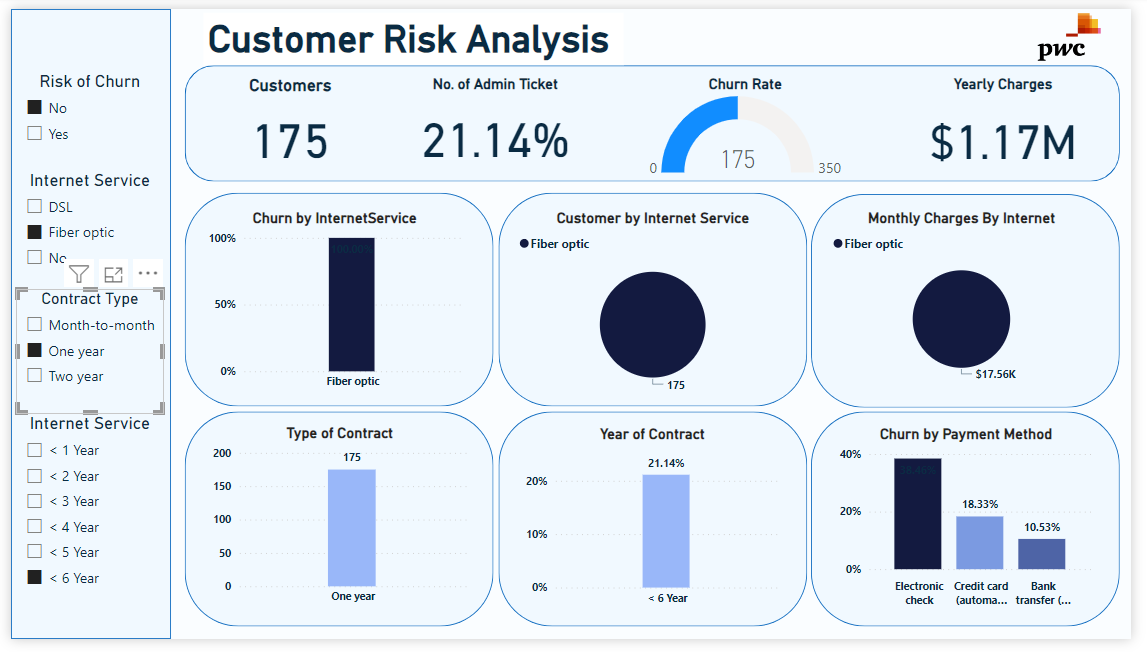 Customer Risk Analysis
pwc
Risk of Churn
No
Yes
Internet Service
DSL
Fiber optic
No
Contract Type
Month-to-month
One year
Two year
Internet Service
< 1 Year
< 2 Year
< 3 Year
< 4 Year
< 5 Year
< 6 Year
Customers
175
No. of Admin Ticket
21.14%
Churn Rate
175
0
350
Yearly Charges
$1.17M
Churn by InternetService
100%
100.00%
50%
0%
Fiber optic
Customer by Internet Service
Fiber optic
175
Monthly Charges By Internet
Fiber optic
$17.56K
Type of Contract
200
175
150
100
50
0
One year
Year of Contract
21.14%
20%
10%
0%
< 6 Year
Churn by Payment Method
40%
38.46%
18.33%
20%
10.53%
0%
Electronic
check
Credit card
(automa...
Bank
transfer (...